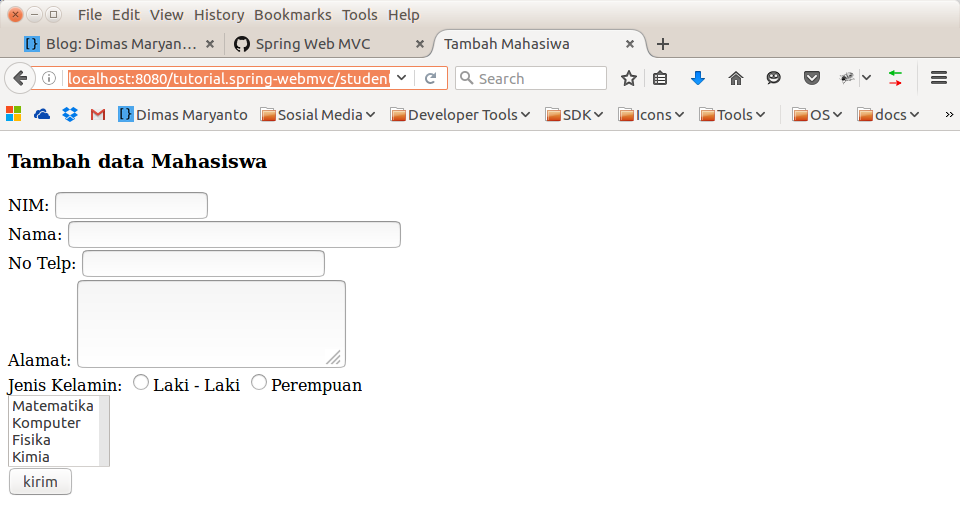 File Edit View History Bookmarks Tools Help
Blog: Dimas Maryan... Spring Web MVC Tambah Mahasiwa
localhost:8080/tutorial.spring-webmvc/student Search
Dimas Maryanto Sosial Media Developer Tools SDK Icons Tools OS docs
Tambah data Mahasiswa
NIM:
Nama:
No Telp:
Alamat:
Jenis Kelamin: Laki - Laki Perempuan
Matematika
Komputer
Fisika
Kimia
kirim